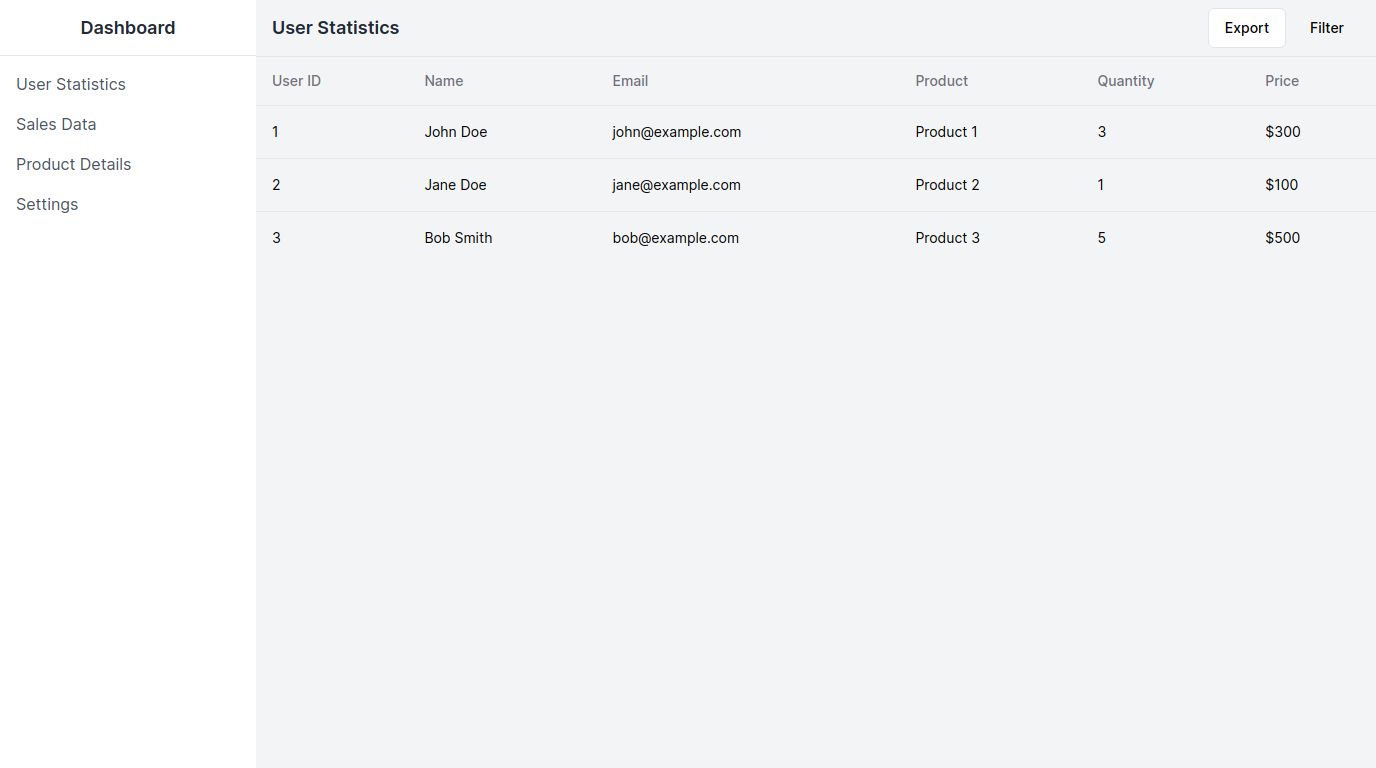 Dashboard
User Statistics
Sales Data
Product Details
Settings
User Statistics Export Filter
User ID Name Email Product Quantity Price
1 John Doe john@example.com Product 1 3 $300
2 Jane Doe jane@example.com Product 2 1 $100
3 Bob Smith bob@example.com Product 3 5 $500